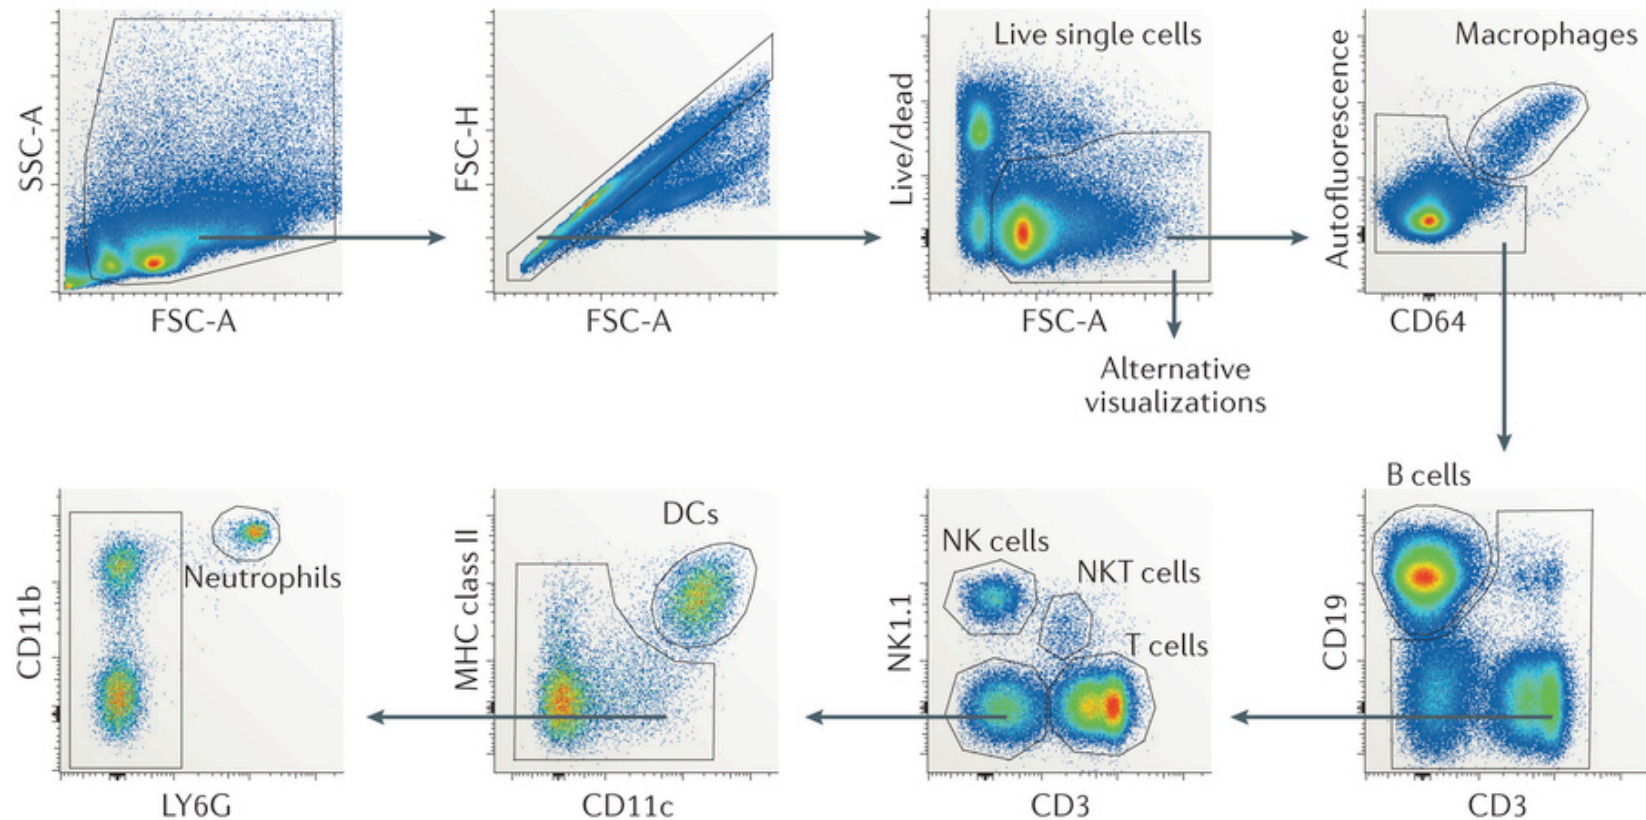 SSC-A
FSC-A
FSC-H
FSC-A
Live single cells
Live/dead
FSC-A
Alternative
visualizations
Macrophages
Autofluorescence
CD64
B cells
CD19
CD3
NK cells
NKT cells
T cells
NK1.1
CD3
DCs
MHC class II
CD11c
Neutrophils
CD11b
LY6G